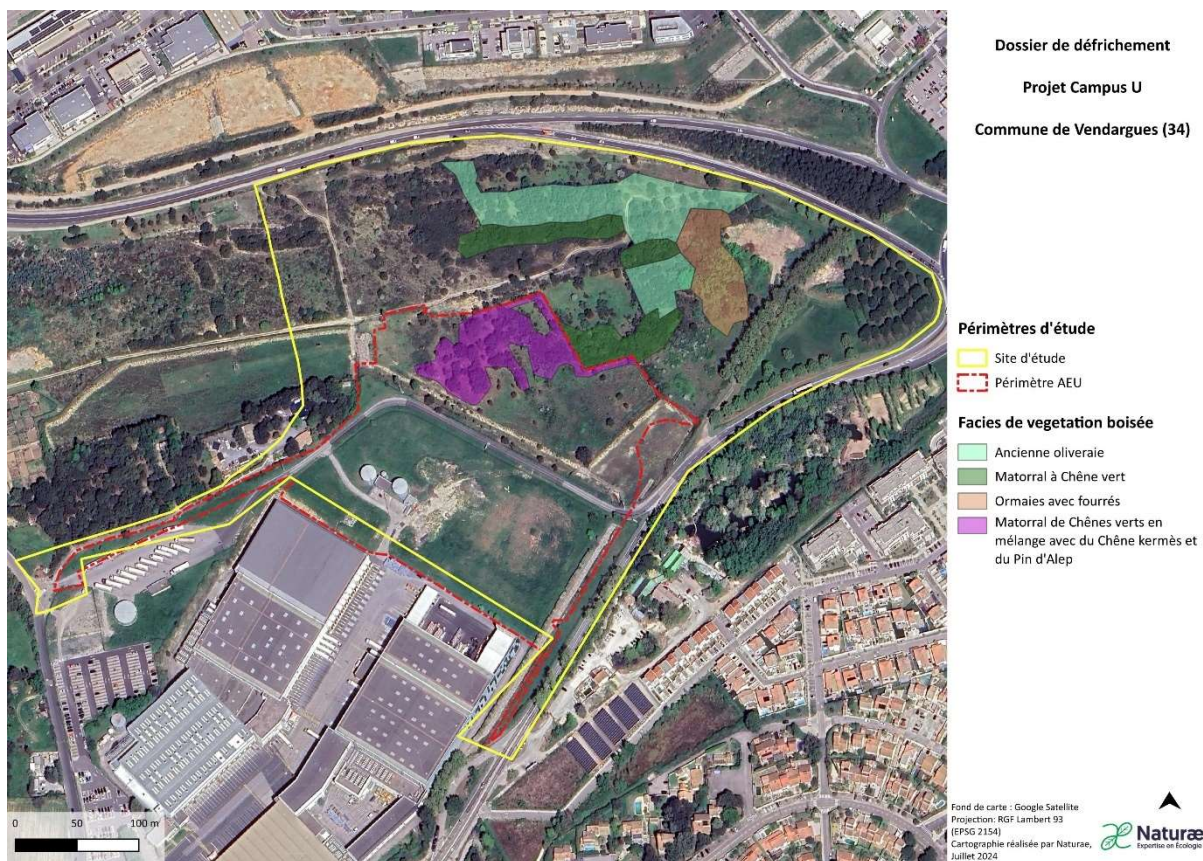 Dossier de défrichement
Projet Campus U
Commune de Vendargues (34)
Périmètres d'étude
Site d'étude
Périmètre AEU
Facies de vegetation boisée
Ancienne oliveraie
Matorral à Chêne vert
Ormaies avec fourrés
Matorral de Chênes verts en
mélange avec du Chêne kermès et
du Pin d'Alep
0 50 100 m
Fond de carte : Google Satellite
Projection: RGF Lambert 93
(EPSG 2154)
Cartographie réalisée par Naturae,
Juillet 2024
Naturæ
Expertise en Écologie